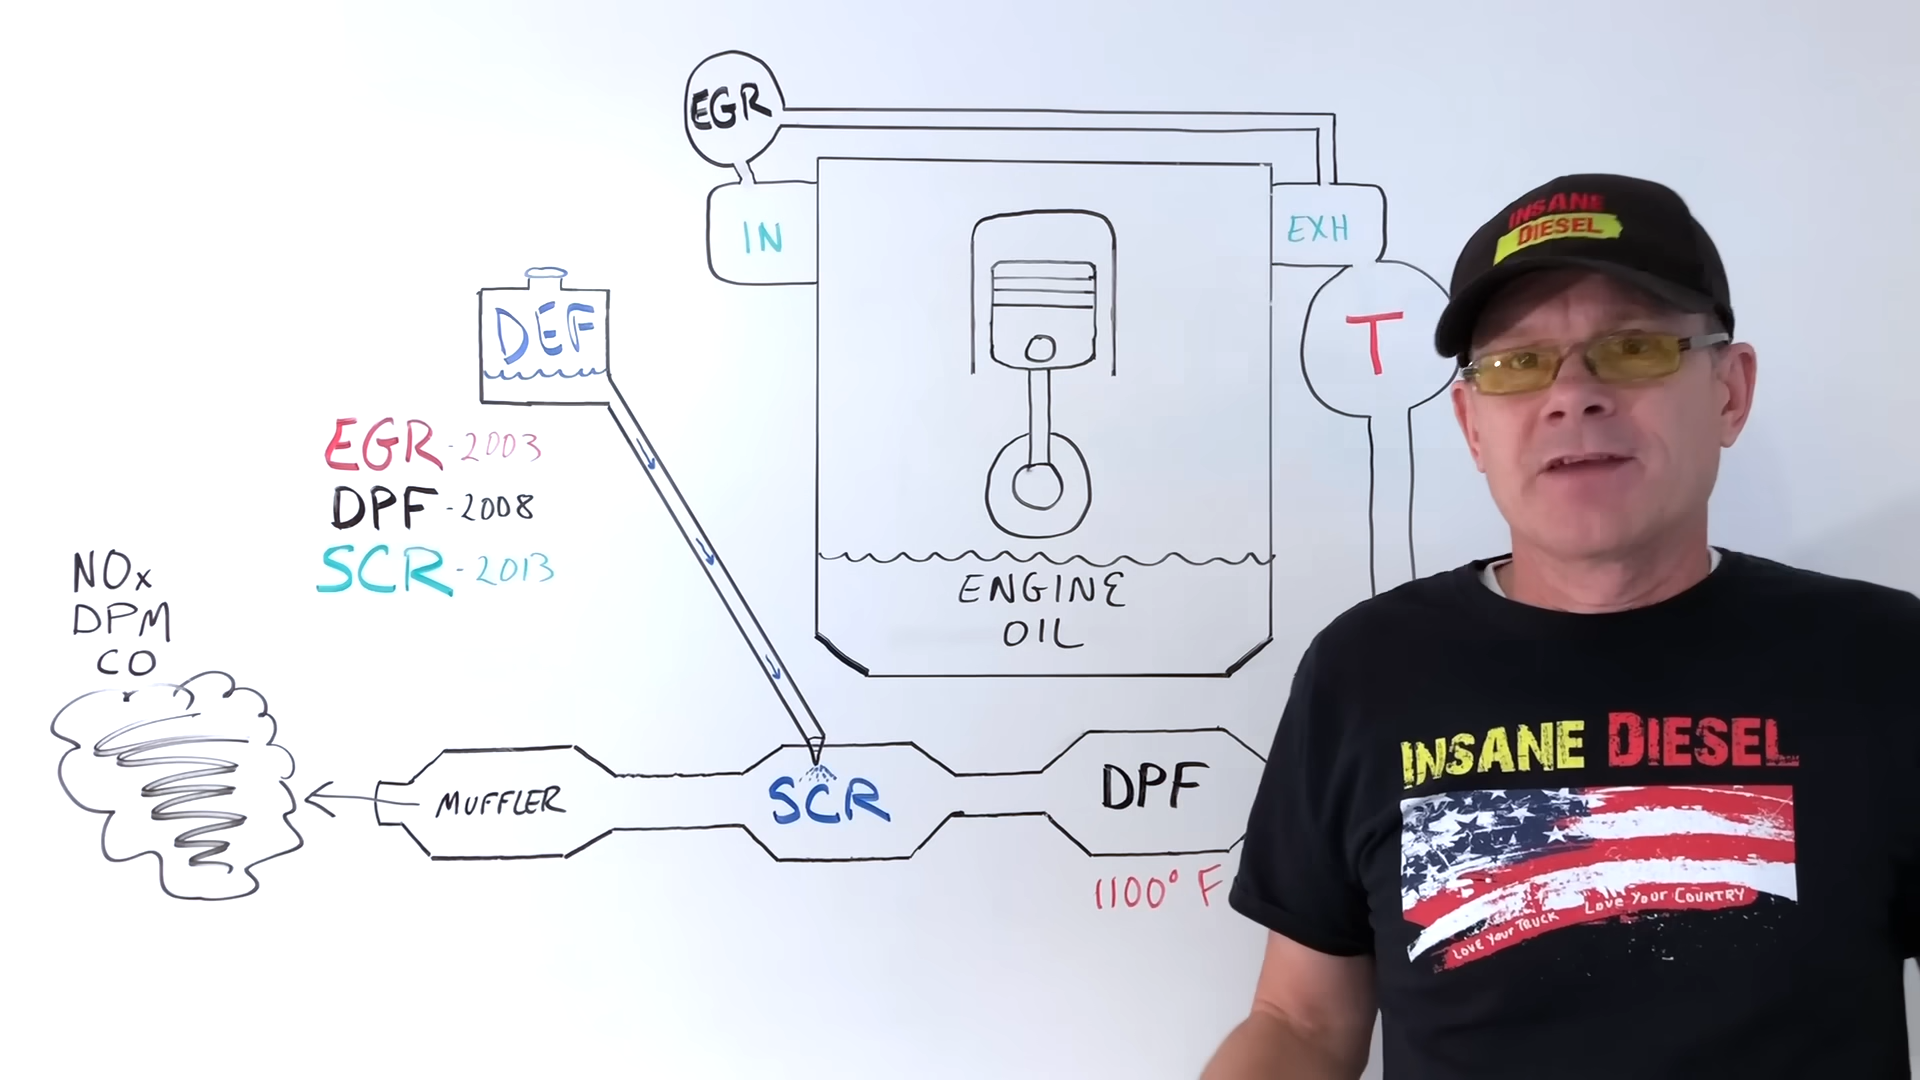 EGR
IN
EXH
DEF
T
EGR - 2003
DPF - 2008
SCR - 2013
NOx
DPM
CO
ENGINE
OIL
MUFFLER
SCR
DPF
1100° F
INSANE
DIESEL
INSANE DIESEL
LOVE YOUR TRUCK LOVE YOUR COUNTRY